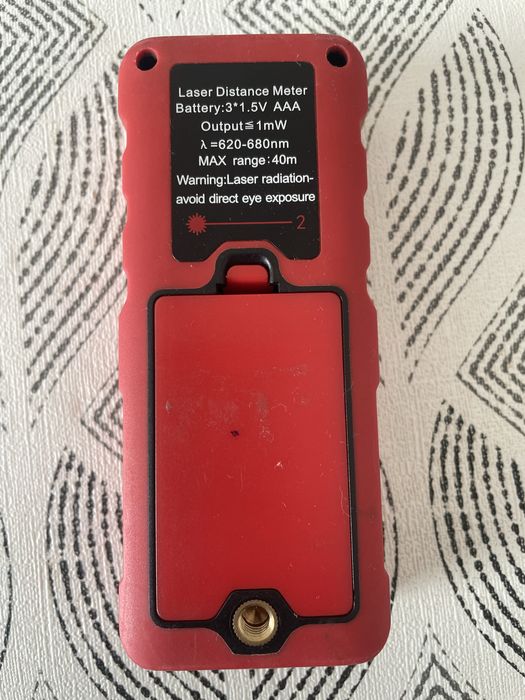 Laser Distance Meter
Battery:3*1.5V AAA
Output≦1mW
λ=620-680nm
MAX range:40m
Warning:Laser radiation-
avoid direct eye exposure
2